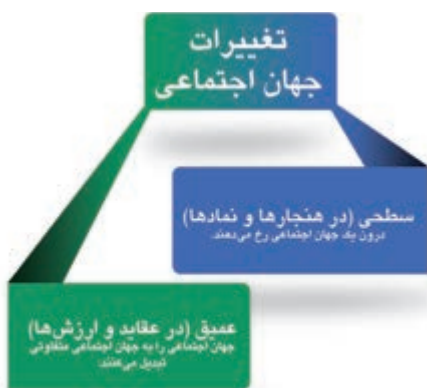 تغییرات
جهان اجتماعی
سطحی (در هنجارها و نمادها)
درون یک جهان اجتماعی رخ می‌دهند.
عمیق (در عقاید و ارزش‌ها)
جهان اجتماعی را به جهان اجتماعی متفاوتی
تبدیل می‌کنند.